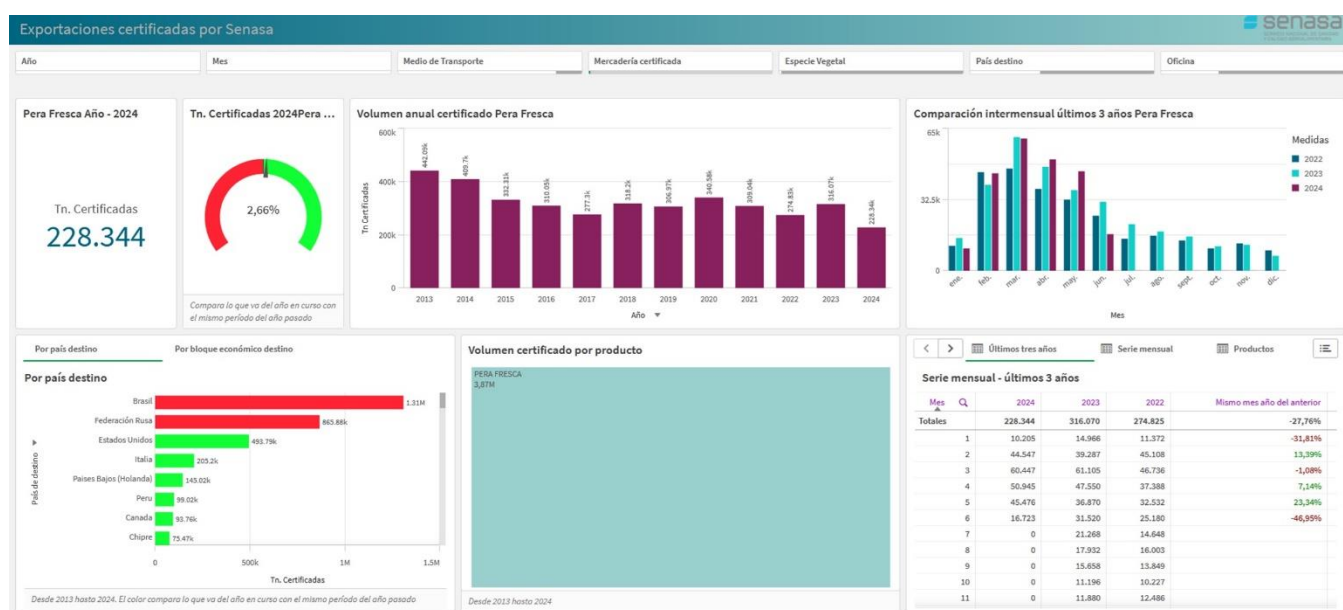 Exportaciones certificadas por Senasa
senasa
Año
Mes
Medio de Transporte
Mercadería certificada
Especie Vegetal
País destino
Oficina
Pera Fresca Año - 2024
Tn. Certificadas
228.344
Tn. Certificadas 2024Pera ...
2,66%
Compara lo que va del año en curso con
el mismo período del año pasado
Volumen anual certificado Pera Fresca
600k
400k
200k
0
Tn Certificadas
442.09k
409.7k
332.31k
310.09k
277.3k
318.2k
306.97k
340.58k
309.04k
274.83k
316.07k
228.34k
2013
2014
2015
2016
2017
2018
2019
2020
2021
2022
2023
2024
Año
Comparación intermensual últimos 3 años Pera Fresca
65k
32.5k
0
ene.
feb.
mar.
abr.
may.
jun.
jul.
ago.
sept.
oct.
nov.
dic.
Mes
Medidas
2022
2023
2024
Por país destino
Por bloque económico destino
Por país destino
País de destino
Brasil 1.31M
Federación Rusa 865.88k
Estados Unidos 493.79k
Italia 205.2k
Paises Bajos (Holanda) 145.02k
Peru 99.02k
Canada 93.76k
Chipre 75.47k
0 500k 1M 1.5M
Tn. Certificadas
Desde 2013 hasta 2024. El color compara lo que va del año en curso con el mismo período del año pasado
Volumen certificado por producto
PERA FRESCA
3,87M
Desde 2013 hasta 2024
Últimos tres años
Serie mensual
Productos
Serie mensual - últimos 3 años
Mes 2024 2023 2022 Mismo mes año del anterior
Totales 228.344 316.070 274.825 -27,76%
1 10.205 14.966 11.372 -31,81%
2 44.547 39.287 45.108 13,39%
3 60.447 61.105 46.736 -1,08%
4 50.945 47.550 37.388 7,14%
5 45.476 36.870 32.532 23,34%
6 16.723 31.520 25.180 -46,95%
7 0 21.268 14.648
8 0 17.932 16.003
9 0 15.658 13.849
10 0 11.196 10.227
11 0 11.880 12.486